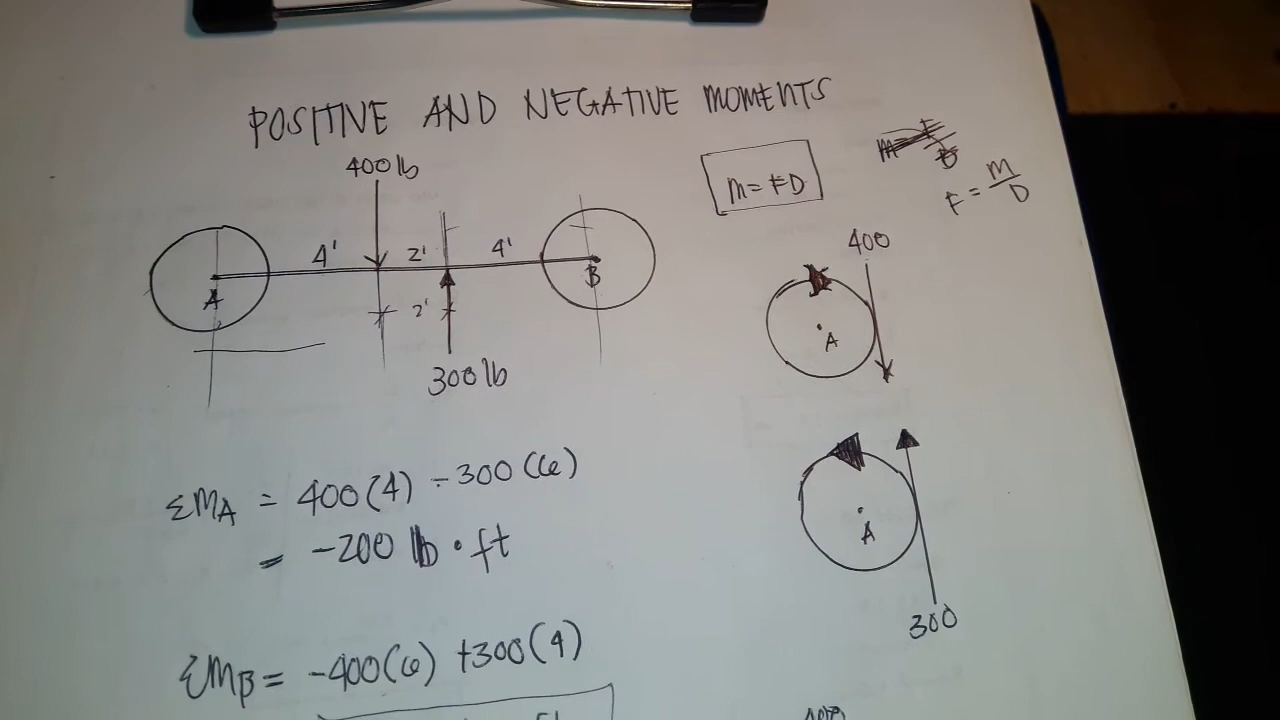 POSITIVE AND NEGATIVE MOMENTS
400 lb
M = FD
F = M/D
4' 2' 4'
A
B
2'
300 lb
400
A
A
300
ΣMA = 400(4) - 300(6)
= -200 lb • ft
ΣMB = -400(6) + 300(4)